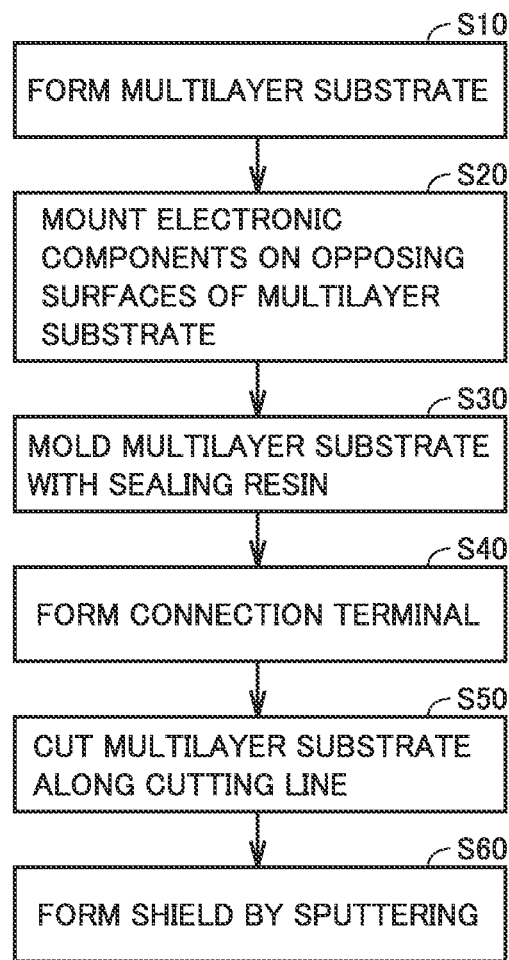 S10
FORM MULTILAYER SUBSTRATE
S20
MOUNT ELECTRONIC
COMPONENTS ON OPPOSING
SURFACES OF MULTILAYER
SUBSTRATE
S30
MOLD MULTILAYER SUBSTRATE
WITH SEALING RESIN
S40
FORM CONNECTION TERMINAL
S50
CUT MULTILAYER SUBSTRATE
ALONG CUTTING LINE
S60
FORM SHIELD BY SPUTTERING